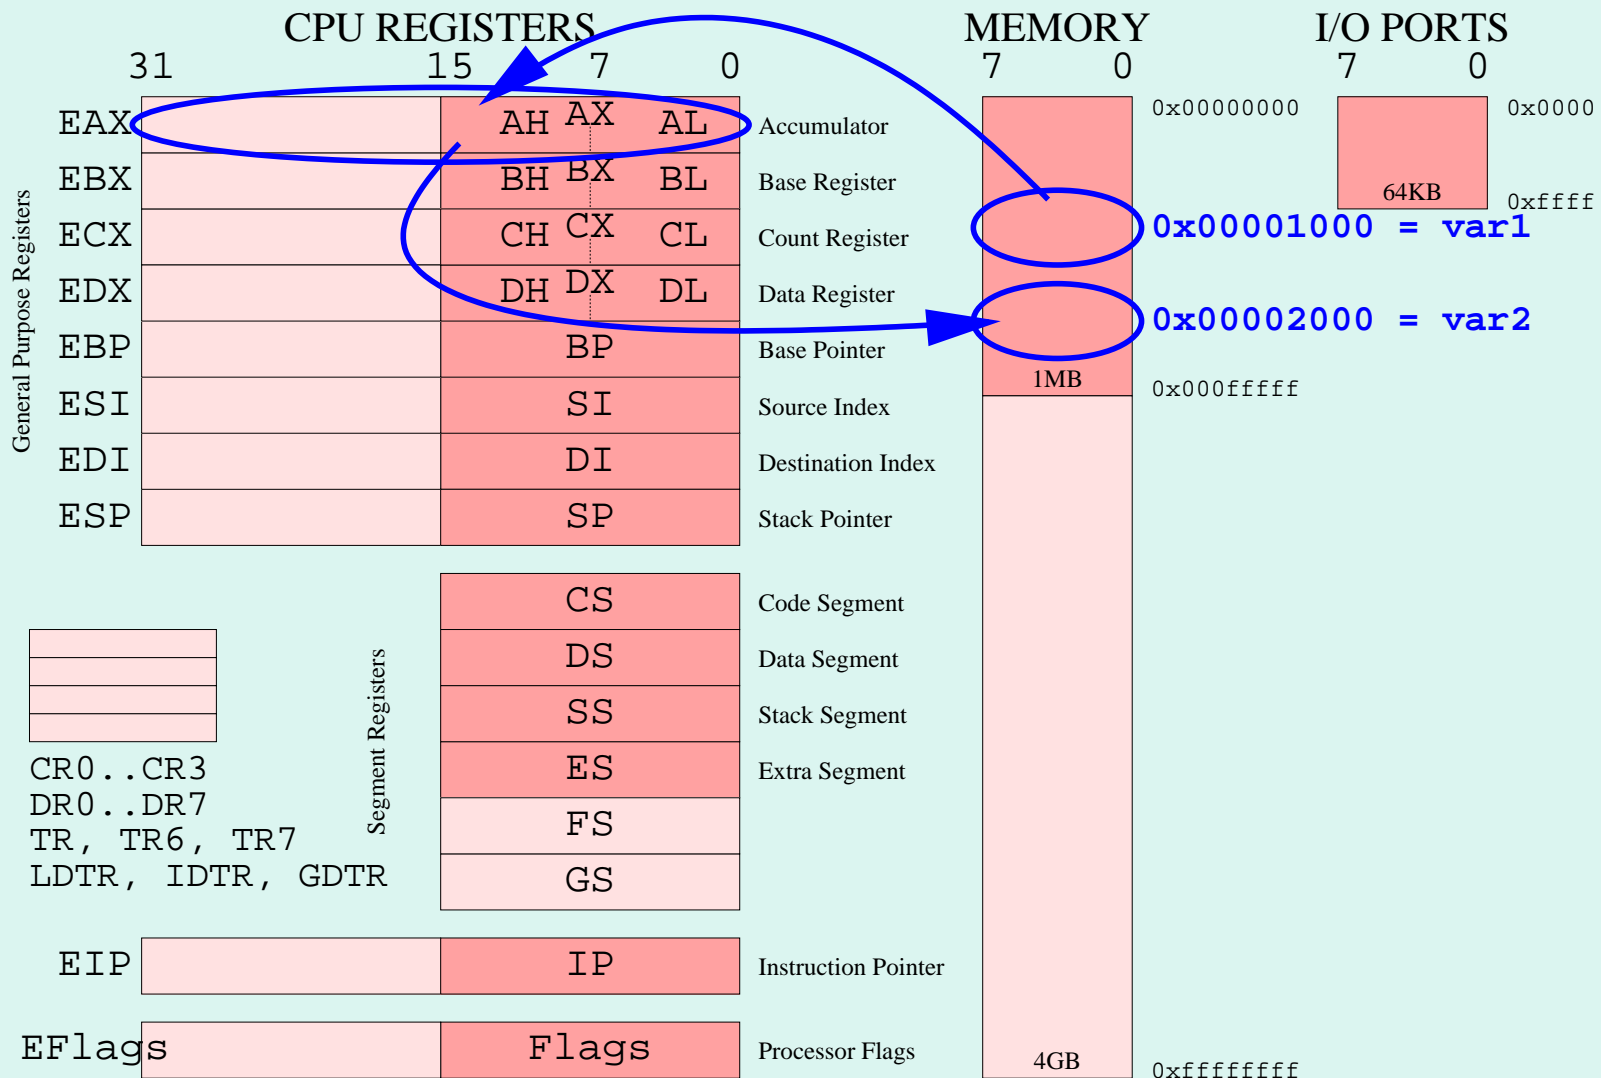 CPU REGISTERS MEMORY I/O PORTS
31 15 7 0 7 0 7 0
General Purpose Registers
EAX AH AX AL Accumulator 0x00000000 0x0000
EBX BH BX BL Base Register 64KB 0xffff
ECX CH CX CL Count Register 0x00001000 = var1
EDX DH DX DL Data Register 0x00002000 = var2
EBP BP Base Pointer
1MB 0x000fffff
ESI SI Source Index
EDI DI Destination Index
ESP SP Stack Pointer
Segment Registers
CS Code Segment
DS Data Segment
SS Stack Segment
ES Extra Segment
FS
GS
CR0..CR3
DR0..DR7
TR, TR6, TR7
LDTR, IDTR, GDTR
EIP IP Instruction Pointer
EFlags Flags Processor Flags
4GB 0xffffffff